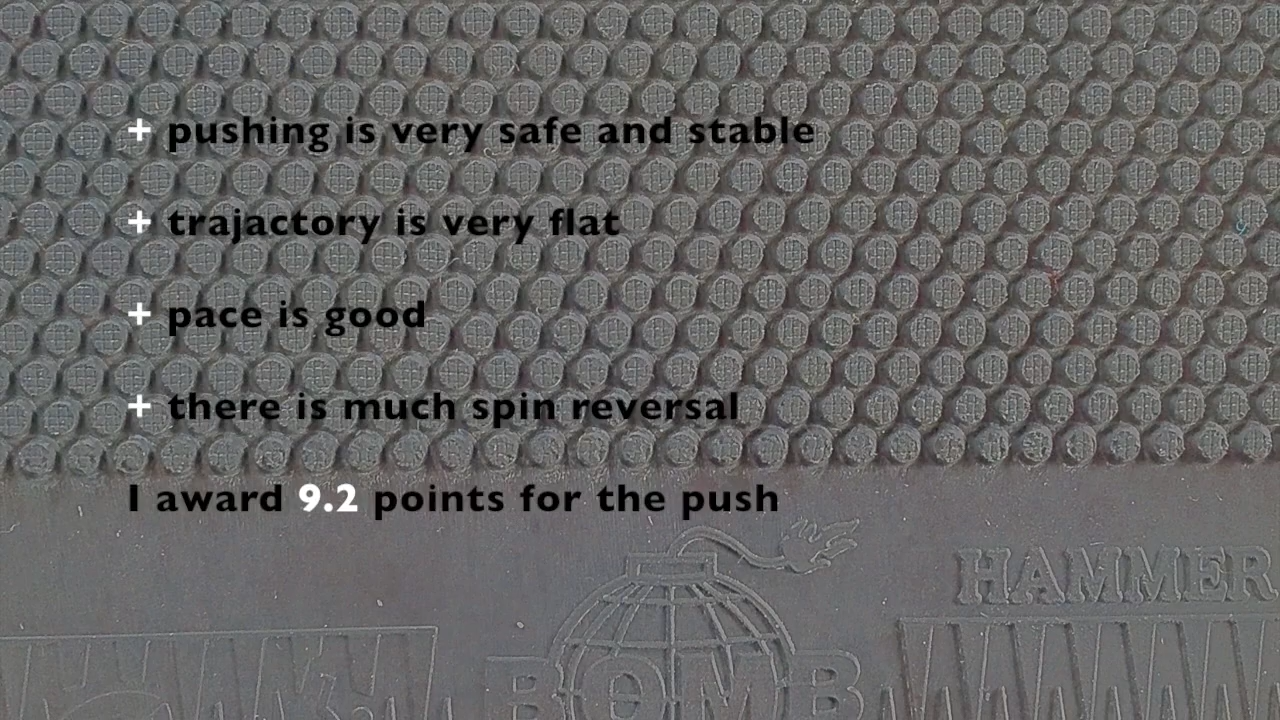 + pushing is very safe and stable
+ trajactory is very flat
+ pace is good
+ there is much spin reversal
I award 9.2 points for the push
HAMMER
BOMB